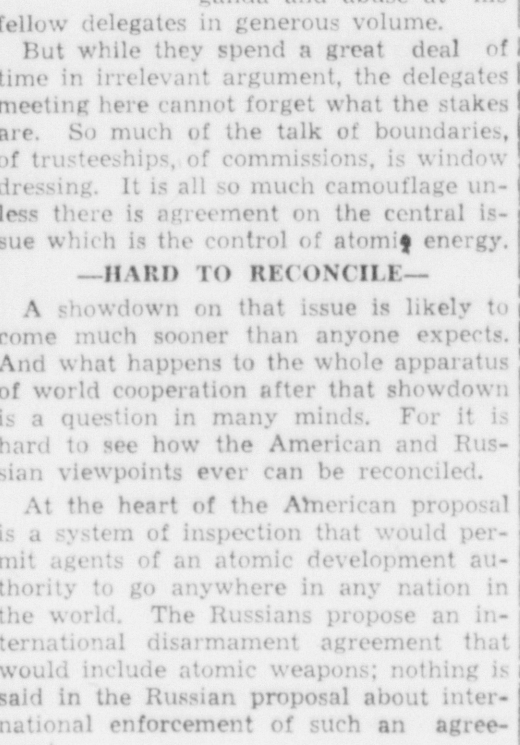 fellow delegates in generous volume.
But while they spend a great deal of
time in irrelevant argument, the delegates
meeting here cannot forget what the stakes
are. So much of the talk of boundaries,
of trusteeships, of commissions, is window
dressing. It is all so much camouflage un-
less there is agreement on the central is-
sue which is the control of atomic energy.
—HARD TO RECONCILE—
A showdown on that issue is likely to
come much sooner than anyone expects.
And what happens to the whole apparatus
of world cooperation after that showdown
is a question in many minds. For it is
hard to see how the American and Rus-
sian viewpoints ever can be reconciled.
At the heart of the American proposal
is a system of inspection that would per-
mit agents of an atomic development au-
thority to go anywhere in any nation in
the world. The Russians propose an in-
ternational disarmament agreement that
would include atomic weapons; nothing is
said in the Russian proposal about inter-
national enforcement of such an agree-